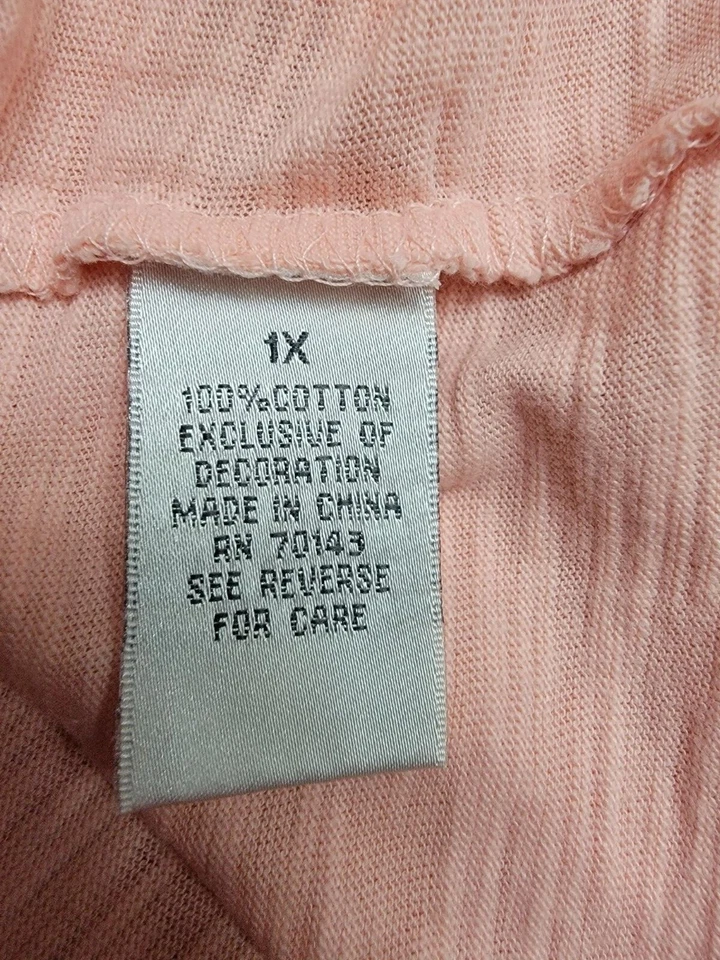 1X
100%COTTON
EXCLUSIVE OF
DECORATION
MADE IN CHINA
RN 70143
SEE REVERSE
FOR CARE